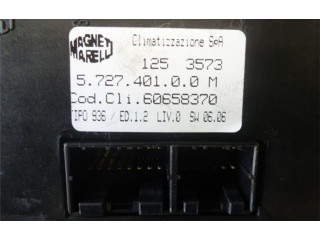 MAGNETI MARELLI
Climatizzazione SpA
125 3573
5.727.401.0.0 M
Cod.Cli.60658370
TIPO 936 / ED.1.2 LIV.0 SW 06.06